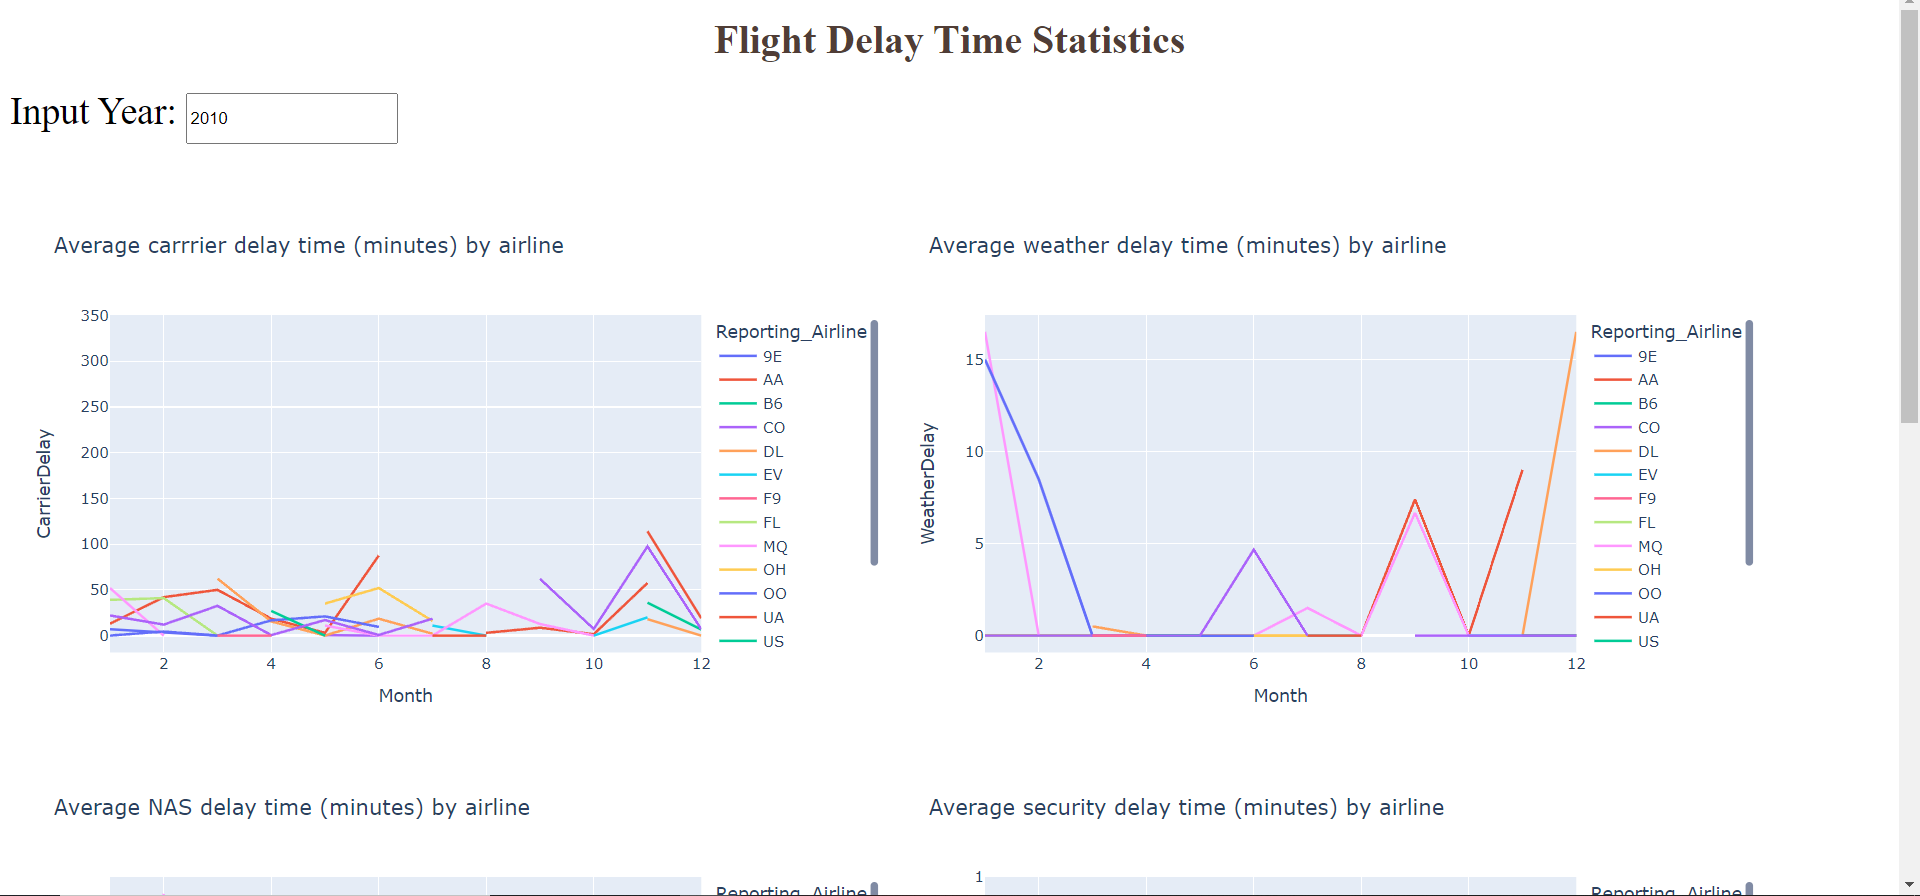 Flight Delay Time Statistics
Input Year: 2010
Average carrrier delay time (minutes) by airline
350
300
250
200
150
100
50
0
CarrierDelay
2 4 6 8 10 12
Month
Reporting_Airline
9E
AA
B6
CO
DL
EV
F9
FL
MQ
OH
OO
UA
US
Average weather delay time (minutes) by airline
15
10
5
0
WeatherDelay
2 4 6 8 10 12
Month
Reporting_Airline
9E
AA
B6
CO
DL
EV
F9
FL
MQ
OH
OO
UA
US
Average NAS delay time (minutes) by airline
Reporting_Airline
Average security delay time (minutes) by airline
1
Reporting_Airline